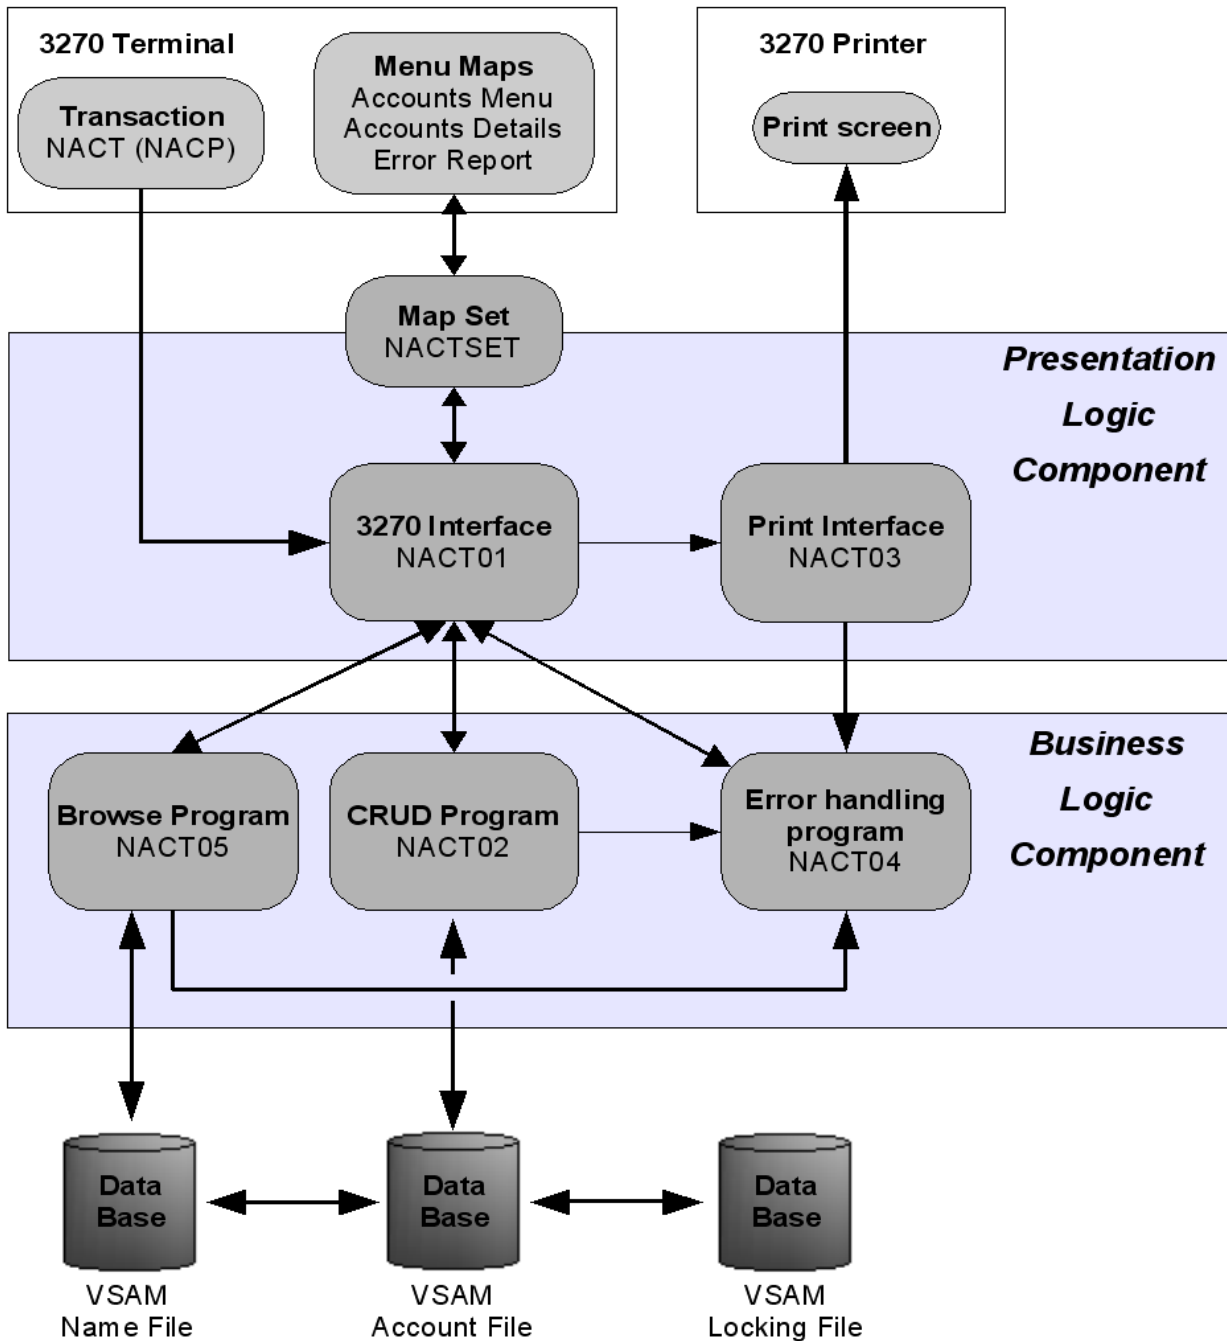 3270 Terminal
Transaction
NACT (NACP)
Menu Maps
Accounts Menu
Accounts Details
Error Report
3270 Printer
Print screen
Map Set
NACTSET
Presentation
Logic
Component
3270 Interface
NACT01
Print Interface
NACT03
Business
Logic
Component
Browse Program
NACT05
CRUD Program
NACT02
Error handling
program
NACT04
Data
Base
VSAM
Name File
Data
Base
VSAM
Account File
Data
Base
VSAM
Locking File